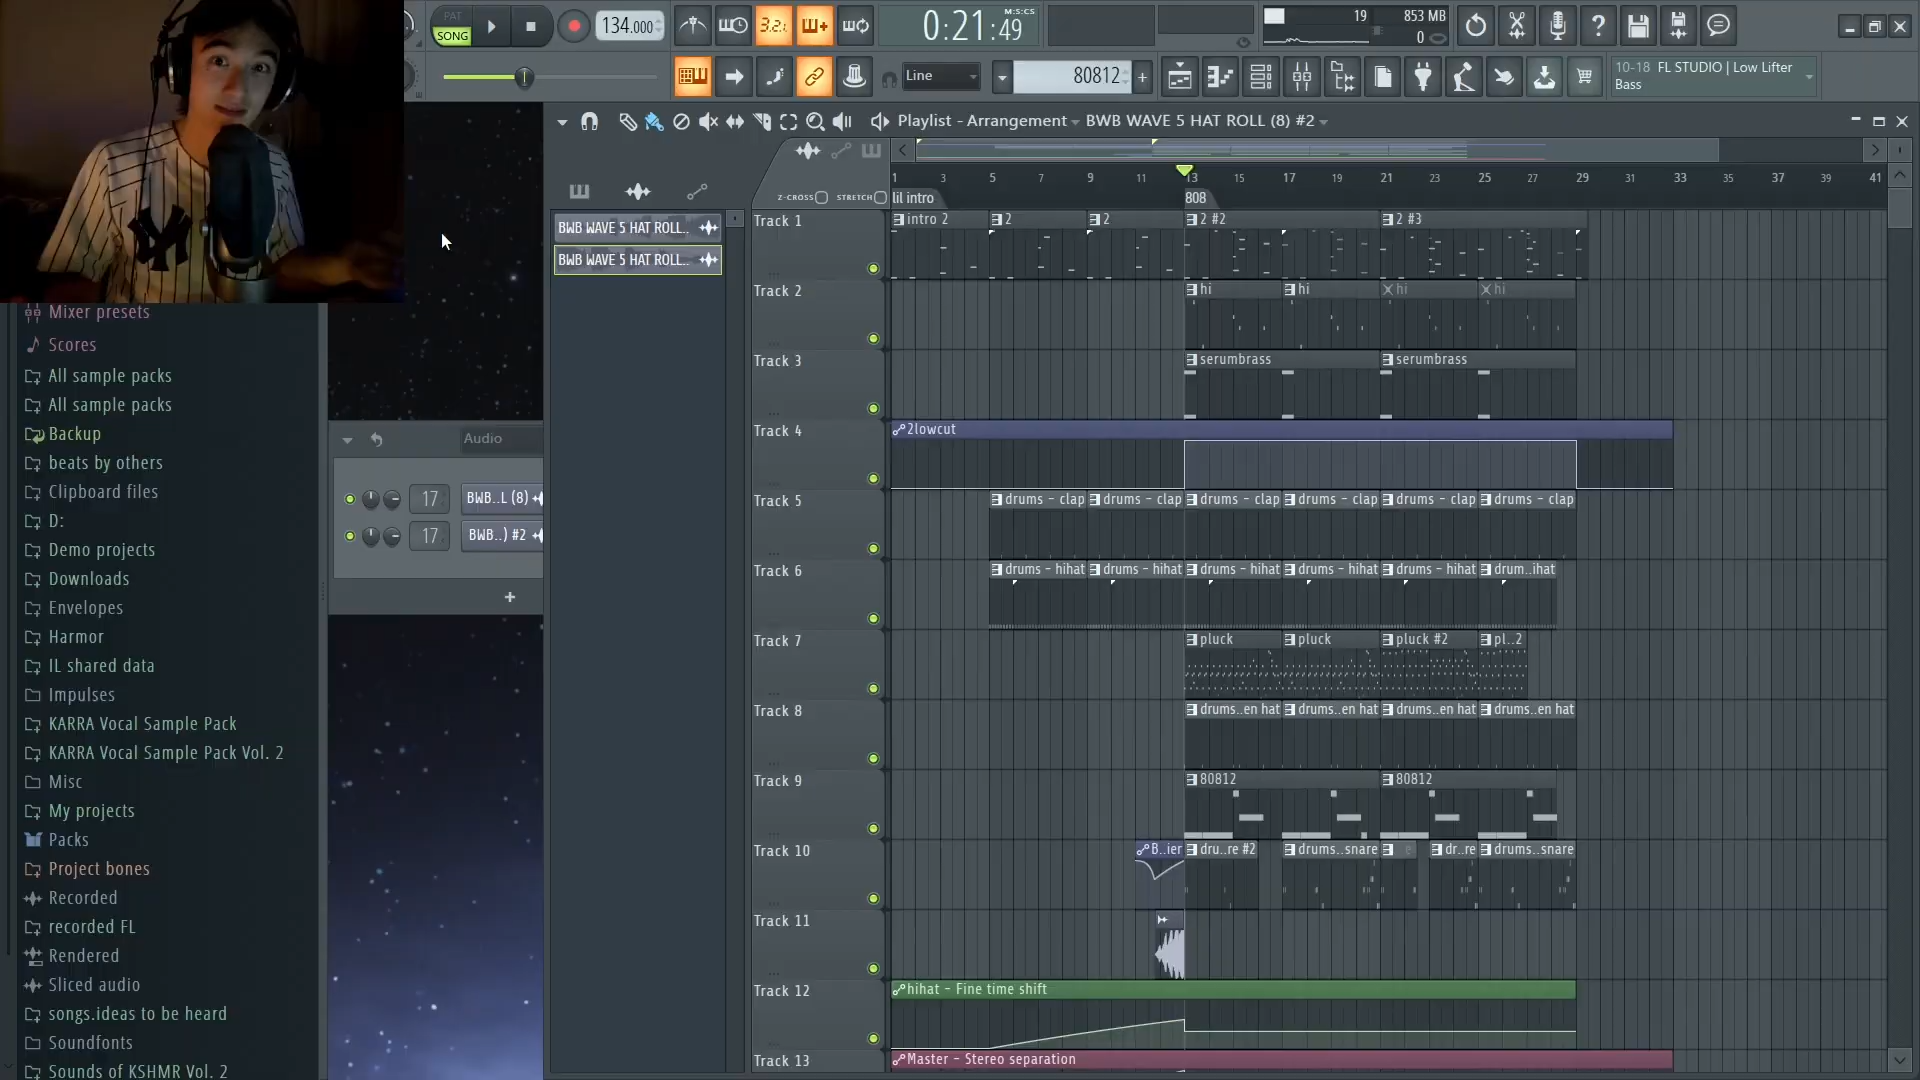 PAT
SONG
134.000
3.2.1
0:21:49
M:S:CS
19
853 MB
0
Line
80812
10-18 FL STUDIO | Low Lifter
Bass
Playlist - Arrangement
BWB WAVE 5 HAT ROLL (8) #2
Z-CROSS
STRETCH
1 3 5 7 9 11 13 15 17 19 21 23 25 27 29 31 33 35 37 39 41
lil intro
808
BWB WAVE 5 HAT ROLL..
BWB WAVE 5 HAT ROLL..
Mixer presets
Scores
All sample packs
All sample packs
Backup
beats by others
Clipboard files
D:
Demo projects
Downloads
Envelopes
Harmor
IL shared data
Impulses
KARRA Vocal Sample Pack
KARRA Vocal Sample Pack Vol. 2
Misc
My projects
Packs
Project bones
Recorded
recorded FL
Rendered
Sliced audio
songs.ideas to be heard
Soundfonts
Sounds of KSHMR Vol. 2
Audio
17 BWB..L (8)
17 BWB..) #2
Track 1 intro 2 2 2 2 #2 2 #3
Track 2 hi hi hi hi
Track 3 serumbrass serumbrass
Track 4 2lowcut
Track 5 drums - clap drums - clap drums - clap drums - clap drums - clap drums - clap
Track 6 drums - hihat drums - hihat drums - hihat drums - hihat drums - hihat drum..ihat
Track 7 pluck pluck pluck #2 pl..2
Track 8 drums..en hat drums..en hat drums..en hat drums..en hat
Track 9 80812 80812
Track 10 B..ier dru..re #2 drums..snare dr..re drums..snare
Track 11
Track 12 hihat - Fine time shift
Track 13 Master - Stereo separation